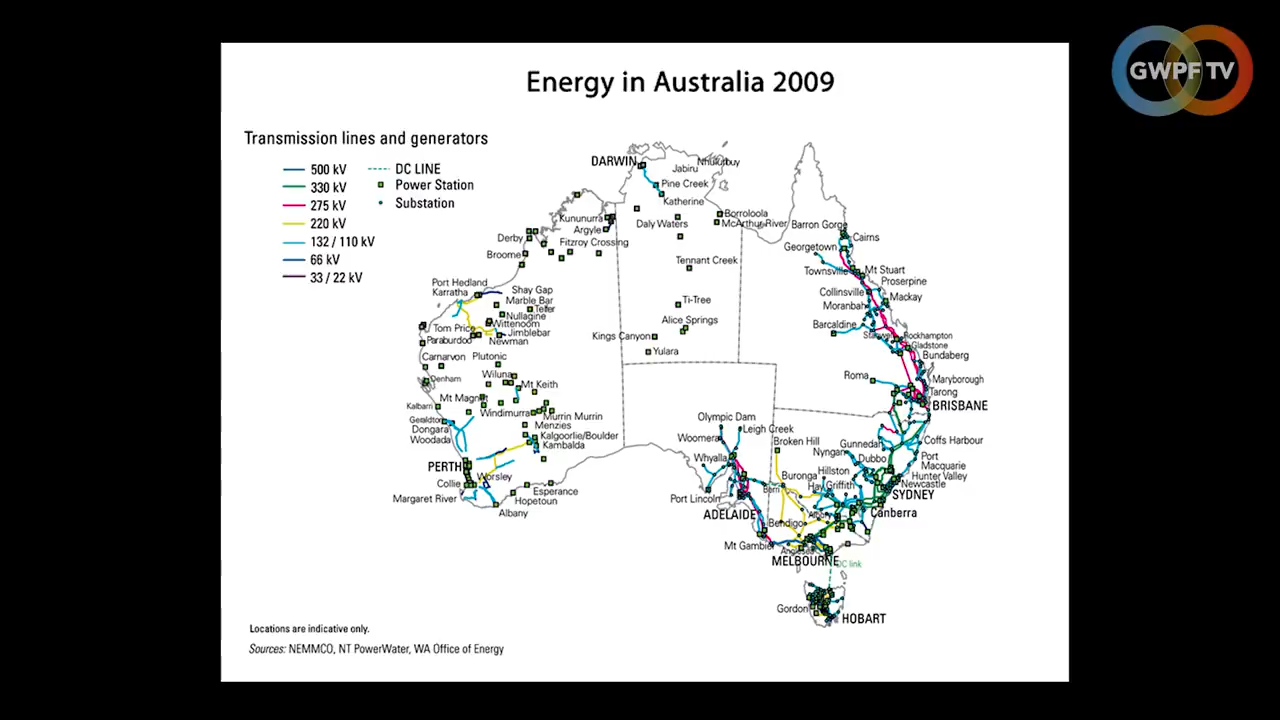 GWPF TV
Energy in Australia 2009
Transmission lines and generators
500 kV
DC LINE
330 kV
Power Station
275 kV
Substation
220 kV
132 / 110 kV
66 kV
33 / 22 kV
DARWIN
Jabiru
Nhulunbuy
Pine Creek
Katherine
Kununurra
Argyle
Daly Waters
Borroloola
McArthur River
Barron Gorge
Cairns
Derby
Fitzroy Crossing
Georgetown
Broome
Tennant Creek
Townsville
Mt Stuart
Proserpine
Port Hedland
Karratha
Shay Gap
Marble Bar
Telfer
Collinsville
Mackay
Moranbah
Nullagine
Ti-Tree
Tom Price
Wittenoom
Alice Springs
Barcaldine
Paraburdoo
Jimblebar
Newman
Kings Canyon
Stanwell
Rockhampton
Gladstone
Carnarvon
Plutonic
Yulara
Bundaberg
Denham
Wiluna
Mt Keith
Roma
Maryborough
Tarong
Kalbarri
Mt Magnet
Windimurra
Murrin Murrin
BRISBANE
Geraldton
Dongara
Menzies
Olympic Dam
Leigh Creek
Woodada
Kalgoorlie/Boulder
Kambalda
Woomera
Broken Hill
Gunnedah
Coffs Harbour
Nyngan
Dubbo
Port
Macquarie
PERTH
Whyalla
Hillston
Hunter Valley
Collie
Worsley
Buronga
Newcastle
Margaret River
Esperance
Port Lincoln
Berri
Hay
Griffith
SYDNEY
Hopetoun
Albany
ADELAIDE
Albury
Canberra
Bendigo
Mt Gambier
Anglesea
MELBOURNE
DC link
Gordon
HOBART
Locations are indicative only.
Sources: NEMMCO, NT PowerWater, WA Office of Energy